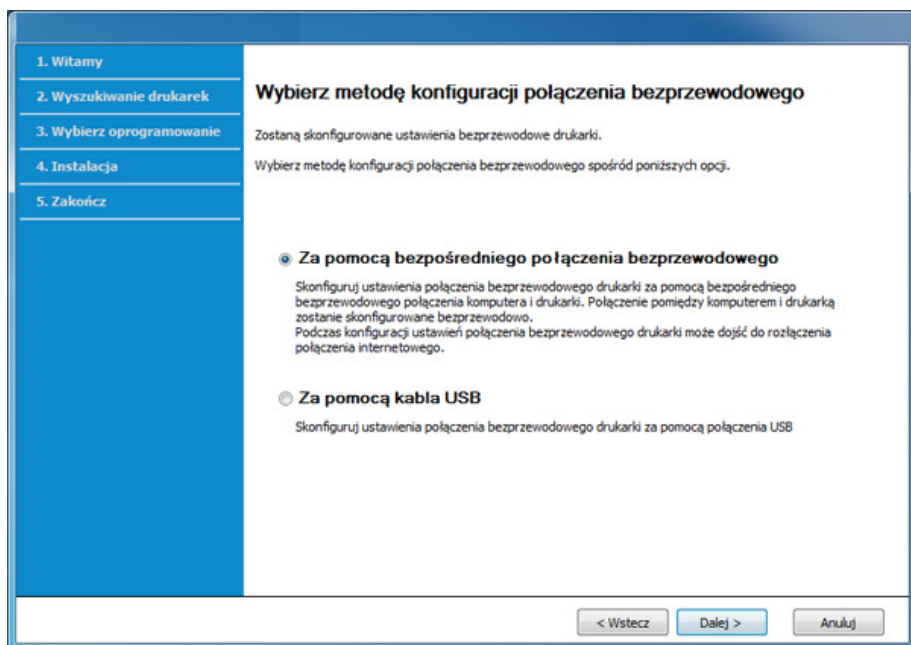 1. Witamy
2. Wyszukiwanie drukarek
3. Wybierz oprogramowanie
4. Instalacja
5. Zakończ
Wybierz metodę konfiguracji połączenia bezprzewodowego
Zostaną skonfigurowane ustawienia bezprzewodowe drukarki.
Wybierz metodę konfiguracji połączenia bezprzewodowego spośród poniższych opcji.
Za pomocą bezpośredniego połączenia bezprzewodowego
Skonfiguruj ustawienia połączenia bezprzewodowego drukarki za pomocą bezpośredniego
bezprzewodowego połączenia komputera i drukarki. Połączenie pomiędzy komputerem i drukarką
zostanie skonfigurowane bezprzewodowo.
Podczas konfiguracji ustawień połączenia bezprzewodowego drukarki może dojść do rozłączenia
połączenia internetowego.
Za pomocą kabla USB
Skonfiguruj ustawienia połączenia bezprzewodowego drukarki za pomocą połączenia USB
< Wstecz Dalej > Anuluj